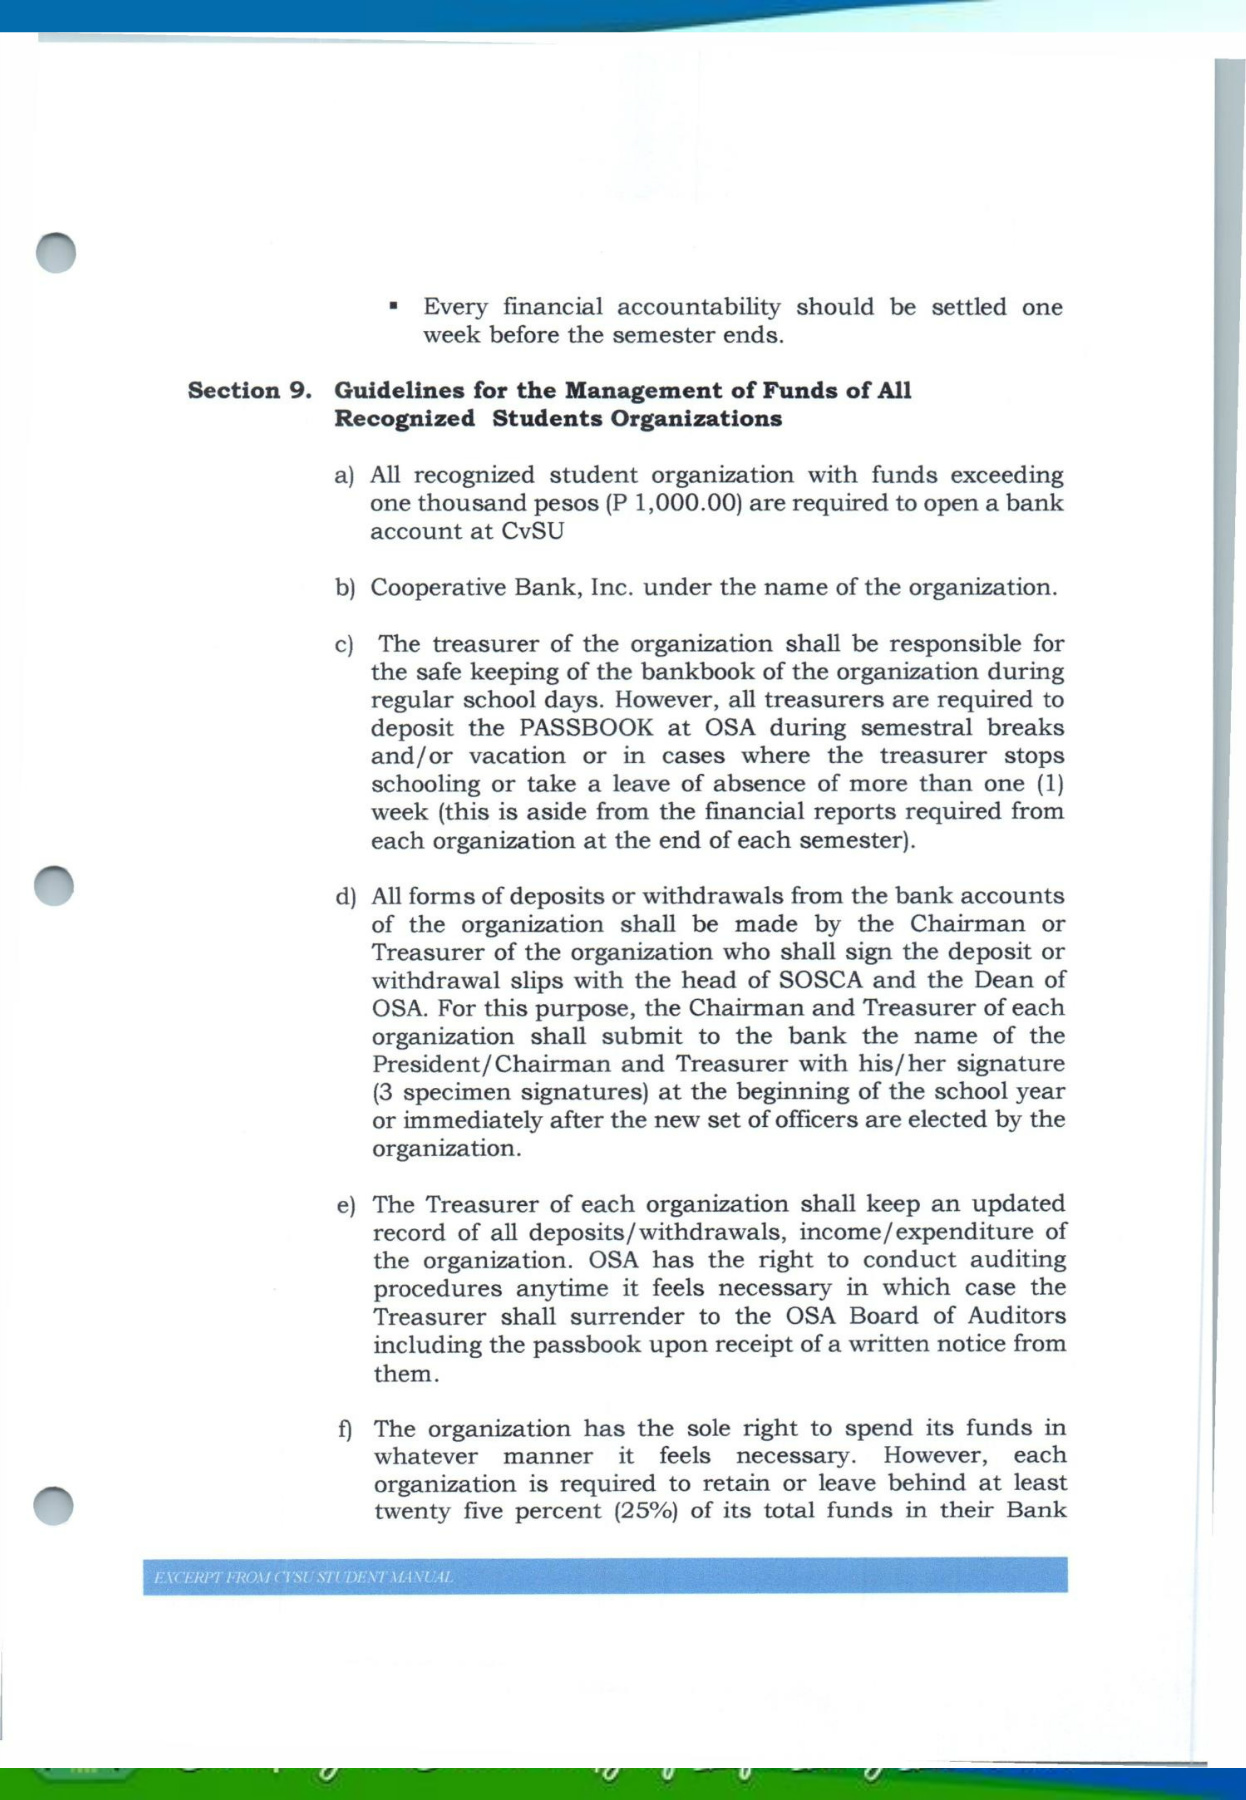 ▪ Every financial accountability should be settled one
week before the semester ends.
Section 9. Guidelines for the Management of Funds of All
Recognized Students Organizations
a) All recognized student organization with funds exceeding
one thousand pesos (P 1,000.00) are required to open a bank
account at CvSU
b) Cooperative Bank, Inc. under the name of the organization.
c) The treasurer of the organization shall be responsible for
the safe keeping of the bankbook of the organization during
regular school days. However, all treasurers are required to
deposit the PASSBOOK at OSA during semestral breaks
and/or vacation or in cases where the treasurer stops
schooling or take a leave of absence of more than one (1)
week (this is aside from the financial reports required from
each organization at the end of each semester).
d) All forms of deposits or withdrawals from the bank accounts
of the organization shall be made by the Chairman or
Treasurer of the organization who shall sign the deposit or
withdrawal slips with the head of SOSCA and the Dean of
OSA. For this purpose, the Chairman and Treasurer of each
organization shall submit to the bank the name of the
President/Chairman and Treasurer with his/her signature
(3 specimen signatures) at the beginning of the school year
or immediately after the new set of officers are elected by the
organization.
e) The Treasurer of each organization shall keep an updated
record of all deposits/withdrawals, income/expenditure of
the organization. OSA has the right to conduct auditing
procedures anytime it feels necessary in which case the
Treasurer shall surrender to the OSA Board of Auditors
including the passbook upon receipt of a written notice from
them.
f) The organization has the sole right to spend its funds in
whatever manner it feels necessary. However, each
organization is required to retain or leave behind at least
twenty five percent (25%) of its total funds in their Bank
EXCERPT FROM CVSU STUDENT MANUAL